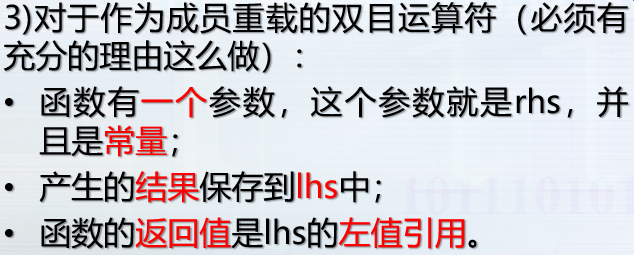 3)对于作为成员重载的双目运算符（必须有
充分的理由这么做）：
• 函数有一个参数，这个参数就是rhs，并
且是常量；
• 产生的结果保存到lhs中；
• 函数的返回值是lhs的左值引用。